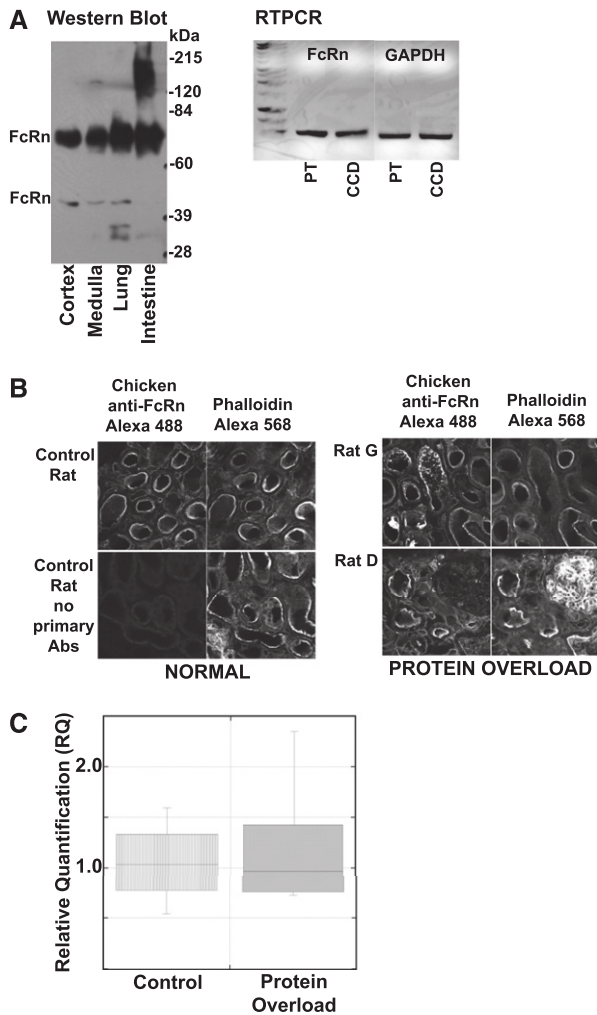 A
Western Blot
RTPCR
kDa
-215
-120
-84
FcRn
-60
FcRn
-39
-28
Cortex
Medulla
Lung
Intestine
FcRn
GAPDH
PT
CCD
PT
CCD
B
Chicken
anti-FcRn
Alexa 488
Phalloidin
Alexa 568
Chicken
anti-FcRn
Alexa 488
Phalloidin
Alexa 568
Control
Rat
Control
Rat
no
primary
Abs
NORMAL
Rat G
Rat D
PROTEIN OVERLOAD
C
Relative Quantification (RQ)
2.0
1.0
Control
Protein
Overload